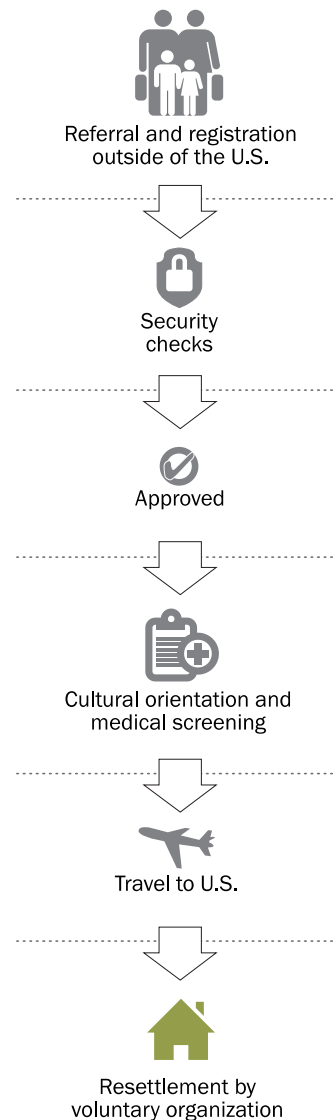 Referral and registration
outside of the U.S.
Security
checks
Approved
Cultural orientation and
medical screening
Travel to U.S.
Resettlement by
voluntary organization